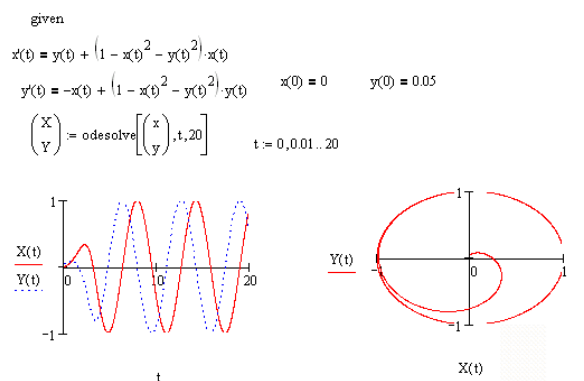 given
x'(t) = y(t) + (1 - x(t)² - y(t)²)·x(t)
y'(t) = -x(t) + (1 - x(t)² - y(t)²)·y(t) x(0) = 0 y(0) = 0.05
(X Y) := odesolve[(x y), t, 20] t := 0, 0.01 .. 20
1
X(t)
Y(t)
0 10 20
-1
t
1
Y(t)
-1 0 1
-1
X(t)